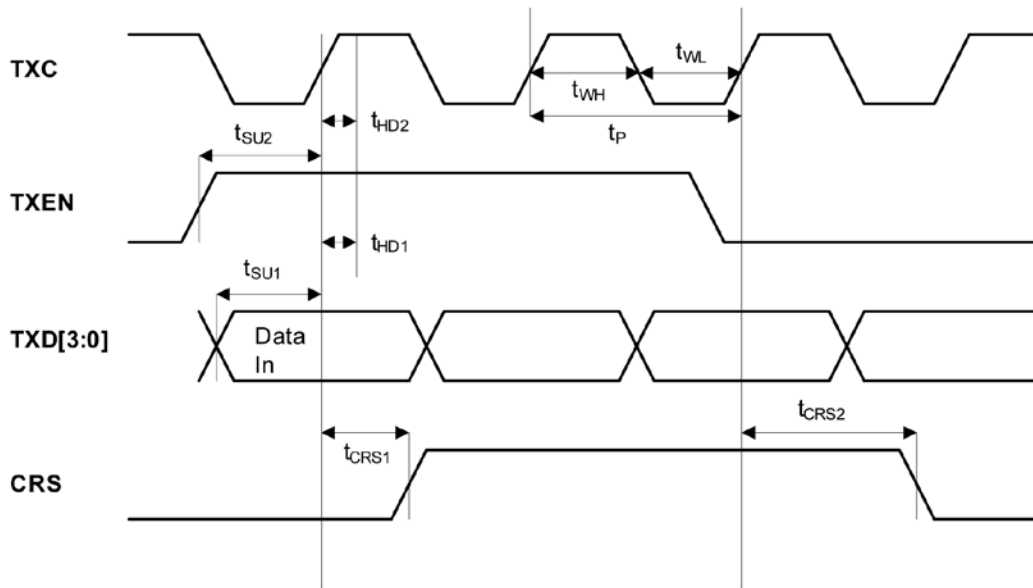 TXC
tWL
tWH
tHD2
tP
tSU2
TXEN
tHD1
tSU1
TXD[3:0]
Data
In
tCRS2
tCRS1
CRS